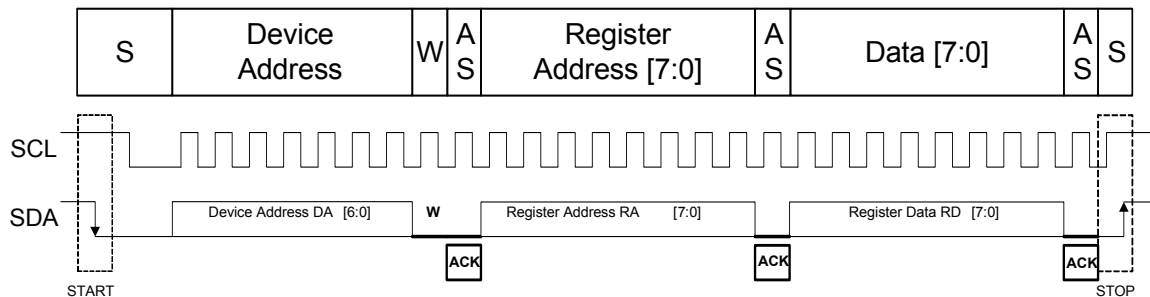 S
Device
Address
W
A
S
Register
Address [7:0]
A
S
Data [7:0]
A
S
S
SCL
SDA
Device Address DA [6:0]
W
Register Address RA [7:0]
Register Data RD [7:0]
ACK
ACK
ACK
START
STOP